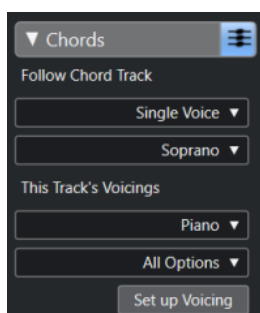 Chords
Follow Chord Track
Single Voice
Soprano
This Track's Voicings
Piano
All Options
Set up Voicing